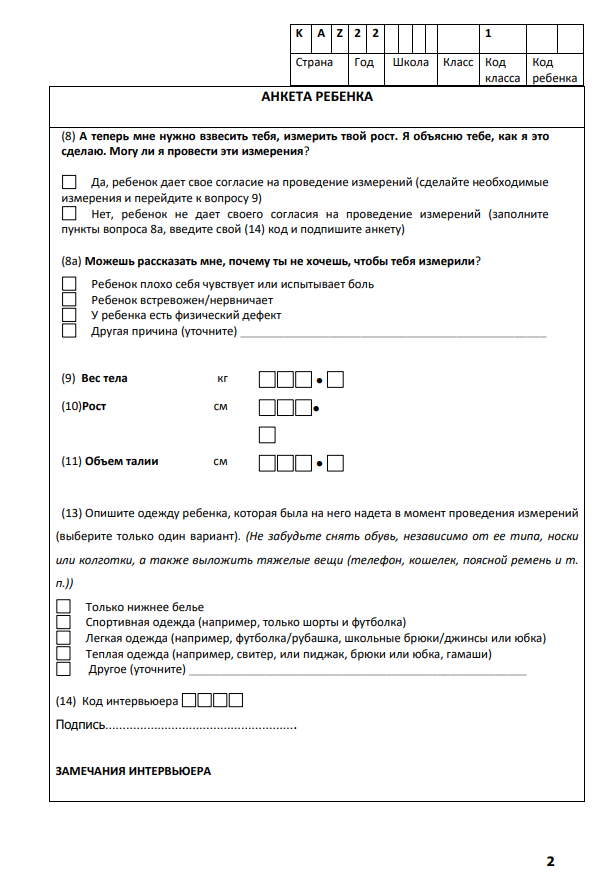 K A Z 2 2 1
Страна Год Школа Класс Код класса Код ребенка
АНКЕТА РЕБЕНКА
(8) А теперь мне нужно взвесить тебя, измерить твой рост. Я объясню тебе, как я это
сделаю. Могу ли я провести эти измерения?
Да, ребенок дает свое согласие на проведение измерений (сделайте необходимые
измерения и перейдите к вопросу 9)
Нет, ребенок не дает своего согласия на проведение измерений (заполните
пункты вопроса 8а, введите свой (14) код и подпишите анкету)
(8а) Можешь рассказать мне, почему ты не хочешь, чтобы тебя измерили?
Ребенок плохо себя чувствует или испытывает боль
Ребенок встревожен/нервничает
У ребенка есть физический дефект
Другая причина (уточните) ______________________________________________
(9) Вес тела кг
(10)Рост см
(11) Объем талии см
(13) Опишите одежду ребенка, которая была на него надета в момент проведения измерений
(выберите только один вариант). (Не забудьте снять обувь, независимо от ее типа, носки
или колготки, а также выложить тяжелые вещи (телефон, кошелек, поясной ремень и т.
п.))
Только нижнее белье
Спортивная одежда (например, только шорты и футболка)
Легкая одежда (например, футболка/рубашка, школьные брюки/джинсы или юбка)
Теплая одежда (например, свитер, или пиджак, брюки или юбка, гамаши)
Другое (уточните) ___________________________________________________
(14) Код интервьюера
Подпись.......................................................
ЗАМЕЧАНИЯ ИНТЕРВЬЮЕРА
2